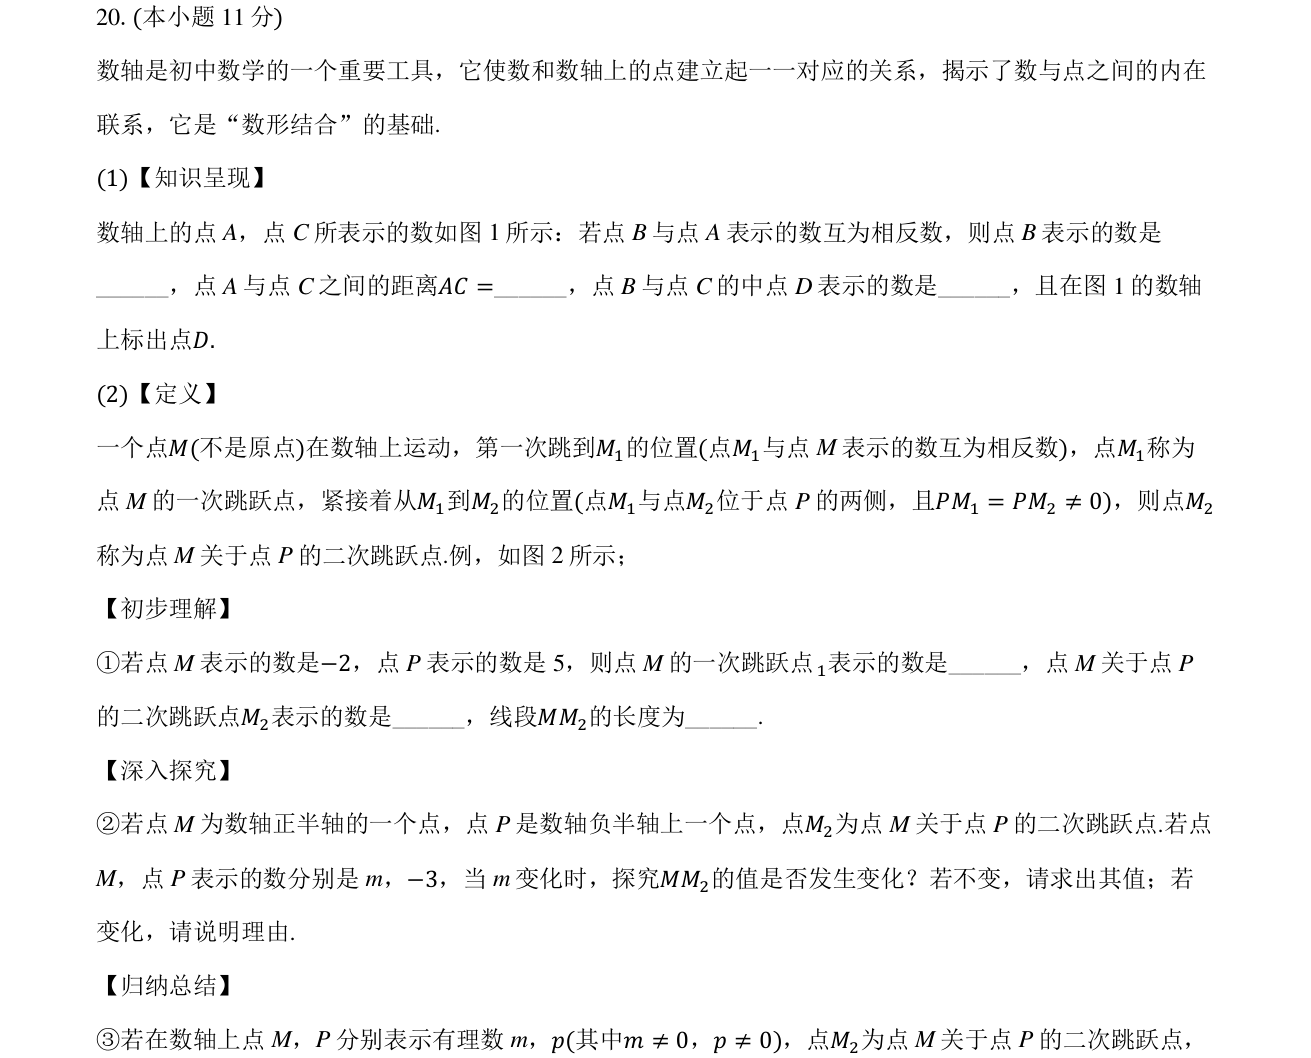 20. (本小题 11 分)
数轴是初中数学的一个重要工具，它使数和数轴上的点建立起一一对应的关系，揭示了数与点之间的内在
联系，它是“数形结合”的基础.
(1)【知识呈现】
数轴上的点 A，点 C 所表示的数如图 1 所示：若点 B 与点 A 表示的数互为相反数，则点 B 表示的数是
______，点 A 与点 C 之间的距离AC =______，点 B 与点 C 的中点 D 表示的数是______，且在图 1 的数轴
上标出点D.
(2)【定义】
一个点M(不是原点)在数轴上运动，第一次跳到M₁的位置(点M₁与点 M 表示的数互为相反数)，点M₁称为
点 M 的一次跳跃点，紧接着从M₁到M₂的位置(点M₁与点M₂位于点 P 的两侧，且PM₁ = PM₂ ≠ 0)，则点M₂
称为点 M 关于点 P 的二次跳跃点.例，如图 2 所示；
【初步理解】
①若点 M 表示的数是−2，点 P 表示的数是 5，则点 M 的一次跳跃点 ₁表示的数是______，点 M 关于点 P
的二次跳跃点M₂表示的数是______，线段MM₂的长度为______.
【深入探究】
②若点 M 为数轴正半轴的一个点，点 P 是数轴负半轴上一个点，点M₂为点 M 关于点 P 的二次跳跃点.若点
M，点 P 表示的数分别是 m，−3，当 m 变化时，探究MM₂的值是否发生变化？若不变，请求出其值；若
变化，请说明理由.
【归纳总结】
③若在数轴上点 M，P 分别表示有理数 m，p(其中m ≠ 0，p ≠ 0)，点M₂为点 M 关于点 P 的二次跳跃点，